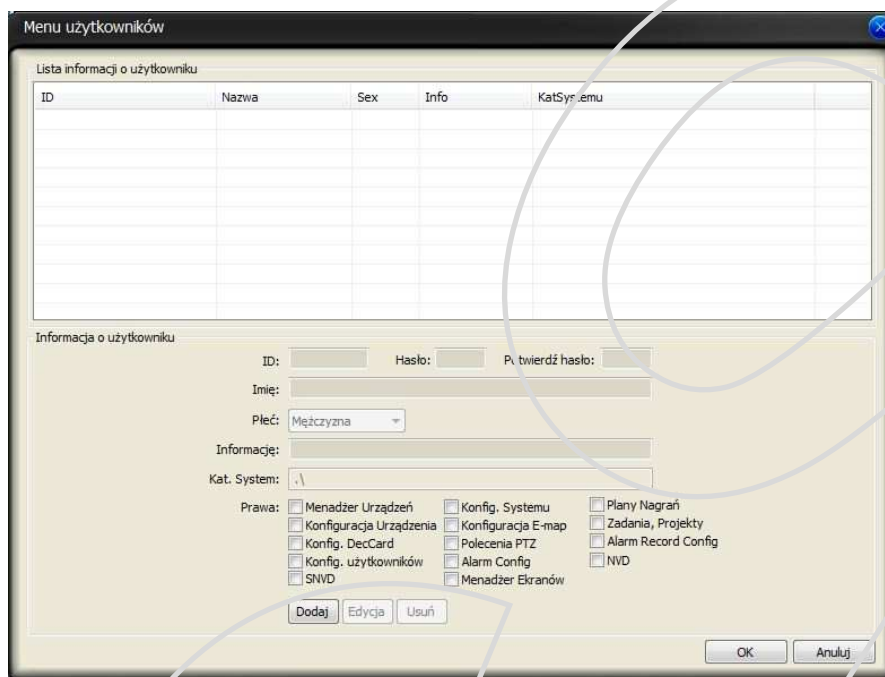 Menu użytkowników
Lista informacji o użytkowniku
ID Nazwa Sex Info KatSystemu
Informacja o użytkowniku
ID: Hasło: Potwierdź hasło:
Imię:
Płeć: Mężczyzna
Informację:
Kat. System: .\
Prawa: Menadżer Urządzeń Konfig. Systemu Plany Nagrań
Konfiguracja Urządzenia Konfiguracja E-map Zadania, Projekty
Konfig. DecCard Polecenia PTZ Alarm Record Config
Konfig. użytkowników Alarm Config NVD
SNVD Menadżer Ekranów
Dodaj Edycja Usuń
OK Anuluj